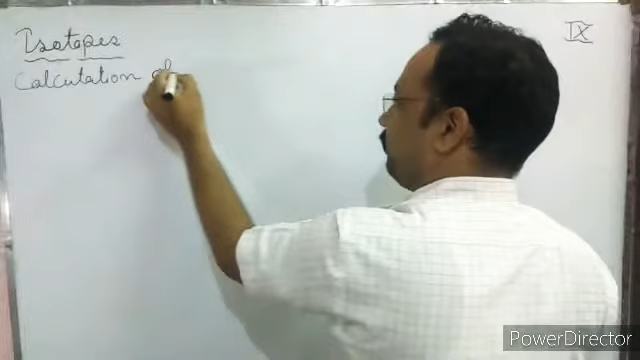 Isotopes
IX
Calculation of
PowerDirector